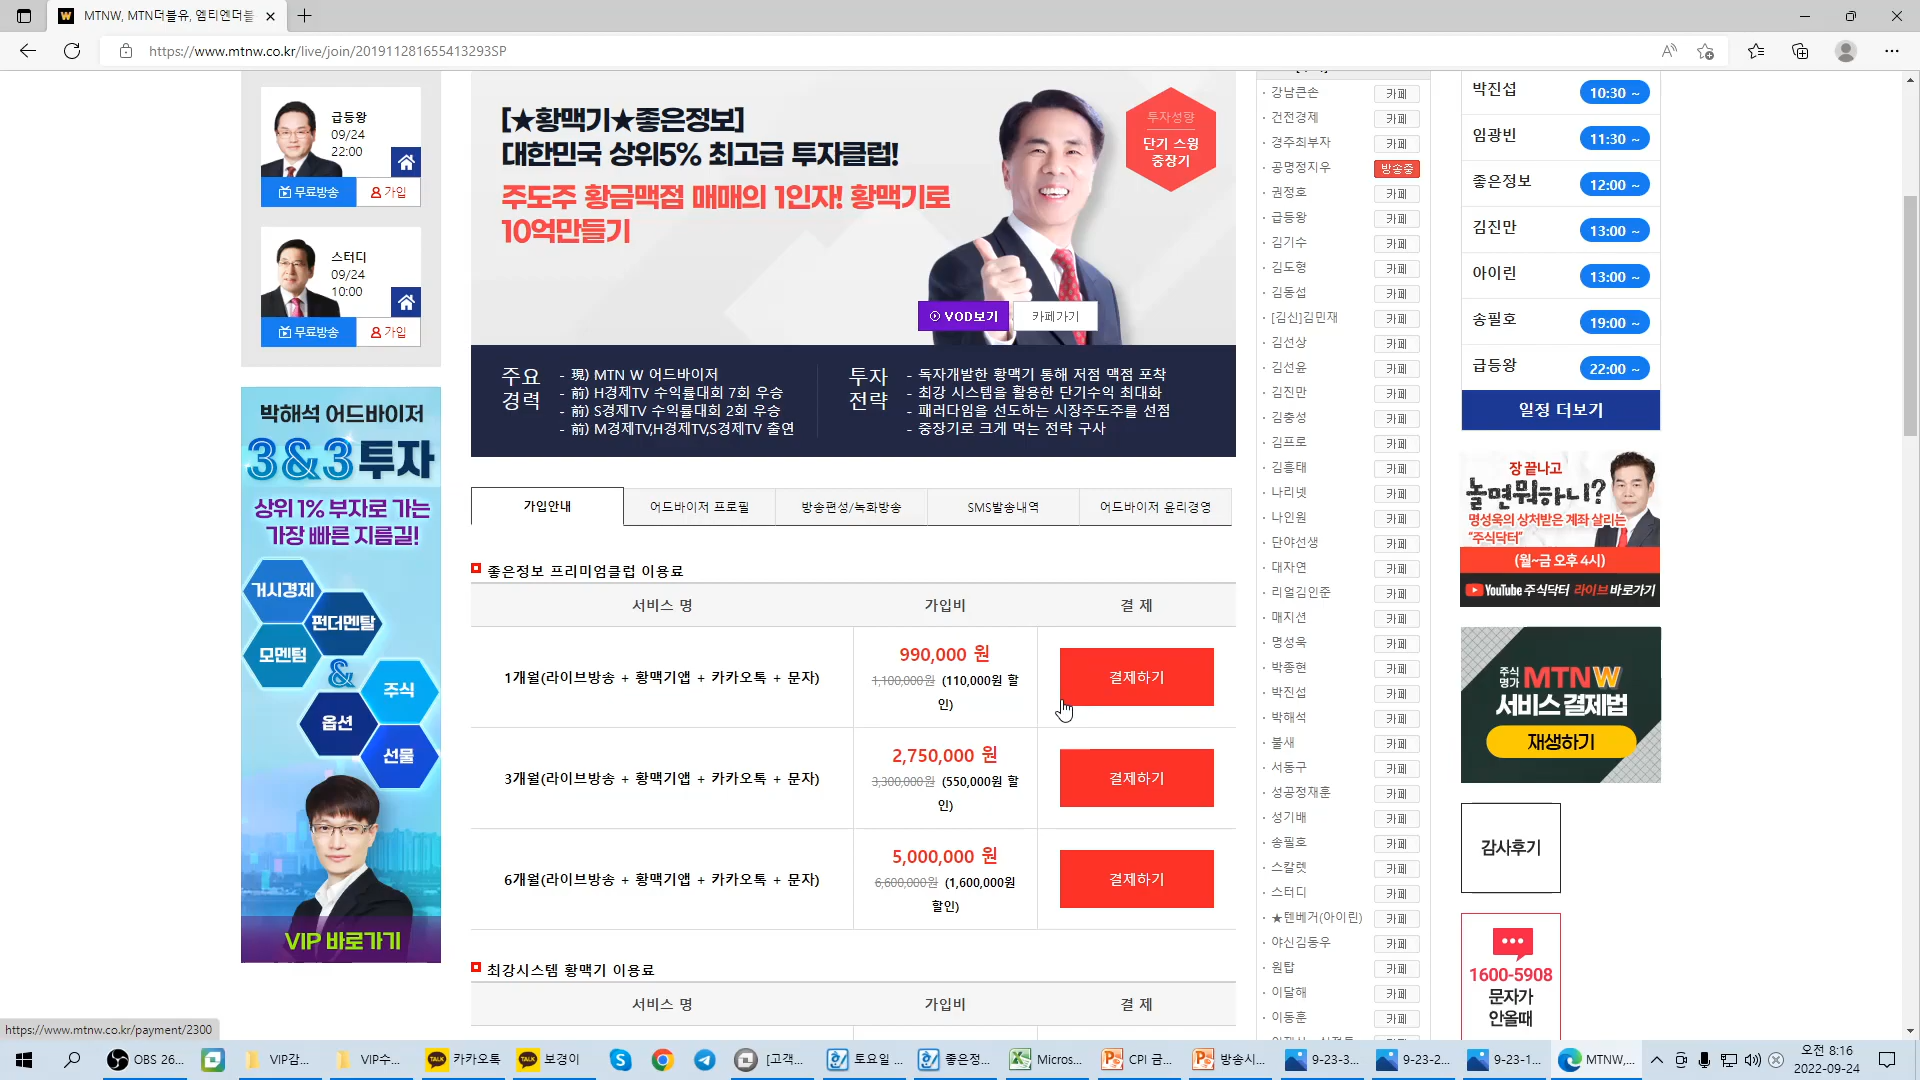 MTNW, MTN더블유, 엠티엔더블
https://www.mtnw.co.kr/live/join/201911281655413293SP
급등왕
09/24
22:00
무료방송
가입
스터디
09/24
10:00
무료방송
가입
박해석 어드바이저
3&3 투자
상위 1% 부자로 가는
가장 빠른 지름길!
거시경제
펀더멘탈
모멘텀
&
주식
옵션
선물
VIP 바로가기
[★황맥기★좋은정보]
대한민국 상위5% 최고급 투자클럽!
주도주 황금맥점 매매의 1인자! 황맥기로
10억만들기
투자성향
단기 스윙
중장기
VOD보기
카페가기
주요
경력
- 現) MTN W 어드바이저
- 前) H경제TV 수익률대회 7회 우승
- 前) S경제TV 수익률대회 2회 우승
- 前) M경제TV,H경제TV,S경제TV 출연
투자
전략
- 독자개발한 황맥기 통해 저점 맥점 포착
- 최강 시스템을 활용한 단기수익 최대화
- 패러다임을 선도하는 시장주도주를 선점
- 중장기로 크게 먹는 전략 구사
가입안내
어드바이저 프로필
방송편성/녹화방송
SMS발송내역
어드바이저 윤리경영
좋은정보 프리미엄클럽 이용료
서비스 명 가입비 결 제
1개월(라이브방송 + 황맥기앱 + 카카오톡 + 문자)
990,000 원
1,100,000원 (110,000원 할
인)
결제하기
3개월(라이브방송 + 황맥기앱 + 카카오톡 + 문자)
2,750,000 원
3,300,000원 (550,000원 할
인)
결제하기
6개월(라이브방송 + 황맥기앱 + 카카오톡 + 문자)
5,000,000 원
6,600,000원 (1,600,000원
할인)
결제하기
최강시스템 황맥기 이용료
서비스 명 가입비 결 제
강남큰손 카페
건전경제 카페
경주최부자 카페
공명정지우 방송중
권정호 카페
급등왕 카페
김기수 카페
김도형 카페
김동섭 카페
[김신]김민재 카페
김선상 카페
김선윤 카페
김진만 카페
김충성 카페
김프로 카페
김흥태 카페
나리넷 카페
나인원 카페
단야선생 카페
대자연 카페
리얼김인준 카페
매지션 카페
명성욱 카페
박종현 카페
박진섭 카페
박해석 카페
불새 카페
서동구 카페
성공정재훈 카페
성기배 카페
송필호 카페
스칼렛 카페
스터디 카페
★텐베거(아이린) 카페
야신김동우 카페
원탑 카페
이달해 카페
이동훈 카페
박진섭 10:30 ~
임광빈 11:30 ~
좋은정보 12:00 ~
김진만 13:00 ~
아이린 13:00 ~
송필호 19:00 ~
급등왕 22:00 ~
일정 더보기
장 끝나고
놀면뭐하니?
명성욱의 상처받은 계좌 살리는
"주식닥터"
(월~금 오후 4시)
YouTube 주식닥터 라이브 바로가기
주식
명가 MTNW
서비스 결제법
재생하기
감사후기
1600-5908
문자가
안올때
https://www.mtnw.co.kr/payment/2300
OBS 26...
VIP감...
VIP수...
카카오톡
보경이
[고객...
토요일 ...
좋은정...
Micros...
CPI 금...
방송시...
9-23-3...
9-23-2...
9-23-1...
MTNW,...
오전 8:16
2022-09-24